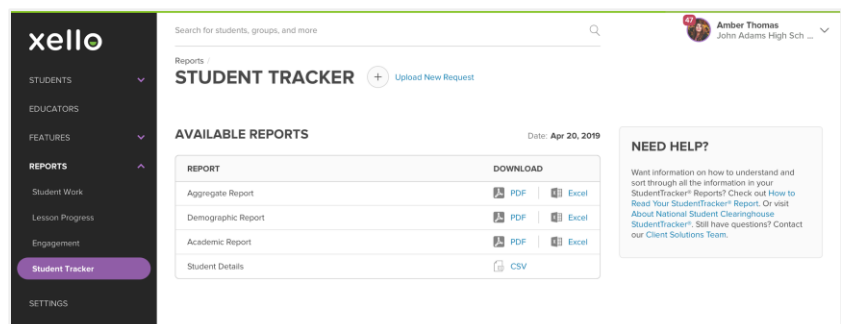 xello
Search for students, groups, and more
47
Amber Thomas
John Adams High Sch ...
STUDENTS
EDUCATORS
FEATURES
REPORTS
Student Work
Lesson Progress
Engagement
Student Tracker
SETTINGS
Reports /
STUDENT TRACKER + Upload New Request
AVAILABLE REPORTS Date: Apr 20, 2019
REPORT DOWNLOAD
Aggregate Report PDF Excel
Demographic Report PDF Excel
Academic Report PDF Excel
Student Details CSV
NEED HELP?
Want information on how to understand and
sort through all the information in your
StudentTracker® Reports? Check out How to
Read Your StudentTracker® Report. Or visit
About National Student Clearinghouse
StudentTracker®. Still have questions? Contact
our Client Solutions Team.